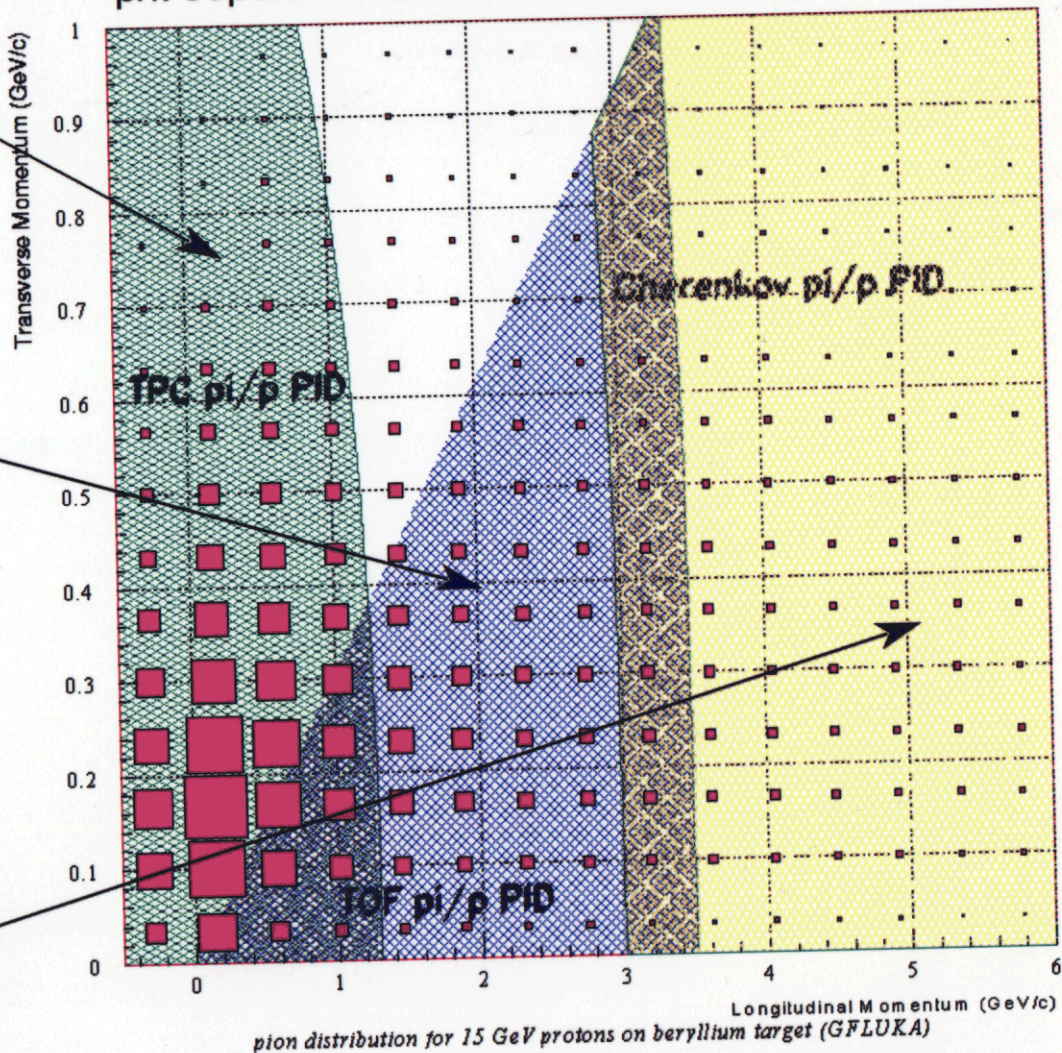 Transverse Momentum (GeV/c)
1
0.9
0.8
0.7
0.6
0.5
0.4
0.3
0.2
0.1
0
Cherenkov pi/p PID
TPC pi/p PID
TOF pi/p PID
0 1 2 3 4 5 6
Longitudinal Momentum (GeV/c)
pion distribution for 15 GeV protons on beryllium target (GFLUKA)